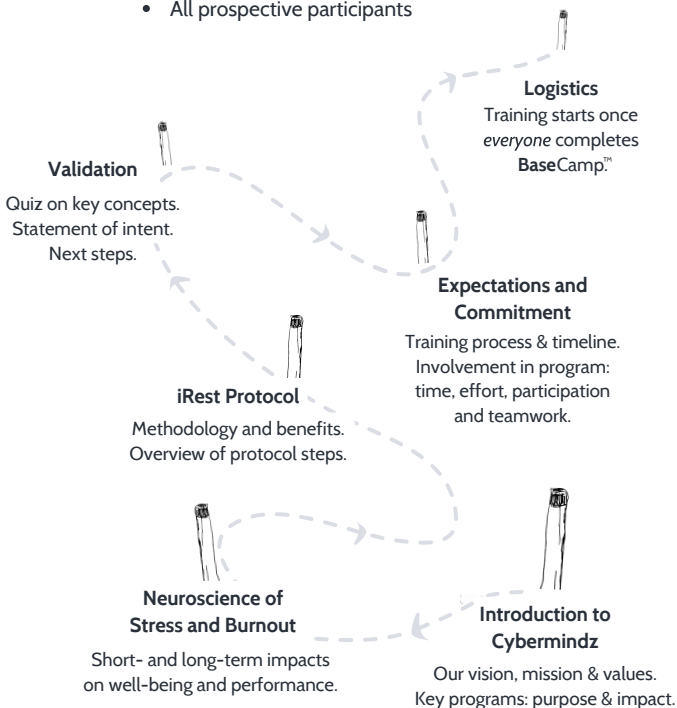 • All prospective participants
Logistics
Training starts once
everyone completes
BaseCamp.™
Validation
Quiz on key concepts.
Statement of intent.
Next steps.
Expectations and
Commitment
Training process & timeline.
Involvement in program:
time, effort, participation
and teamwork.
iRest Protocol
Methodology and benefits.
Overview of protocol steps.
Neuroscience of
Stress and Burnout
Short- and long-term impacts
on well-being and performance.
Introduction to
Cybermindz
Our vision, mission & values.
Key programs: purpose & impact.